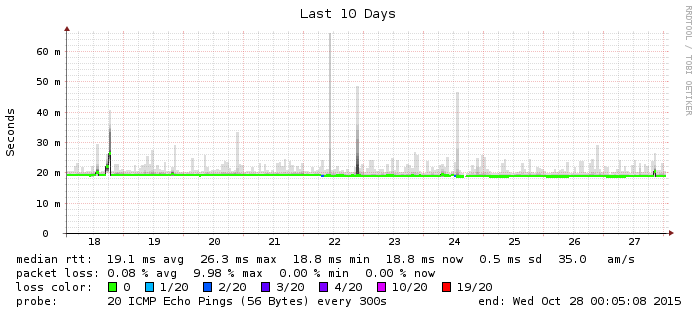 Last 10 Days
RRDTOOL / TOBI OETIKER
Seconds
60 m
50 m
40 m
30 m
20 m
10 m
0
18 19 20 21 22 23 24 25 26 27
median rtt: 19.1 ms avg 26.3 ms max 18.8 ms min 18.8 ms now 0.5 ms sd 35.0 am/s
packet loss: 0.08 % avg 9.98 % max 0.00 % min 0.00 % now
loss color: 0 1/20 2/20 3/20 4/20 10/20 19/20
probe: 20 ICMP Echo Pings (56 Bytes) every 300s end: Wed Oct 28 00:05:08 2015